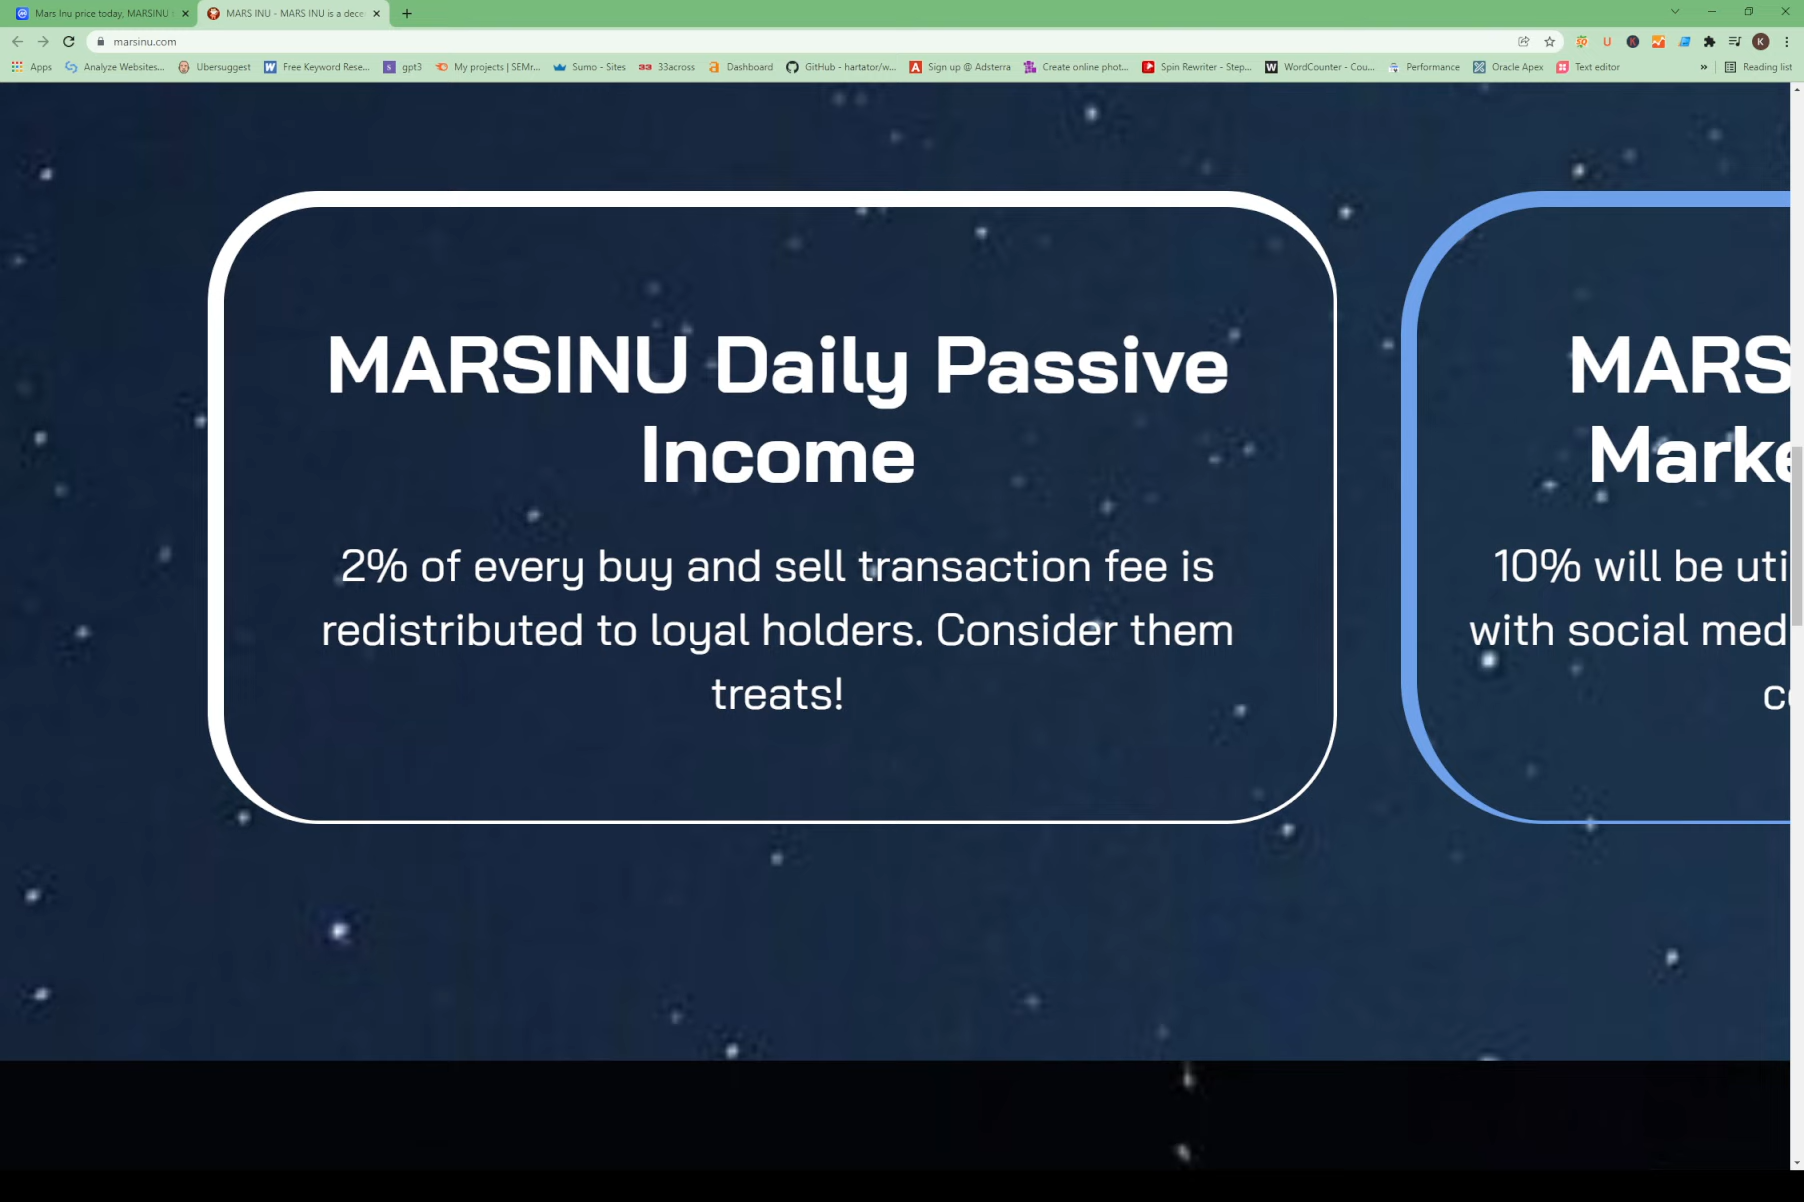 Mars Inu price today, MARSINU
MARS INU - MARS INU is a dece
marsinu.com
K
Apps
Analyze Websites...
Ubersuggest
Free Keyword Rese...
gpt3
My projects | SEMr...
Sumo - Sites
33across
Dashboard
GitHub - hartator/w...
Sign up @ Adsterra
Create online phot...
Spin Rewriter - Step...
WordCounter - Cou...
Performance
Oracle Apex
Text editor
»
Reading list
MARSINU Daily Passive
Income
2% of every buy and sell transaction fee is
redistributed to loyal holders. Consider them
treats!
MARS
Marke
10% will be uti
with social med
co